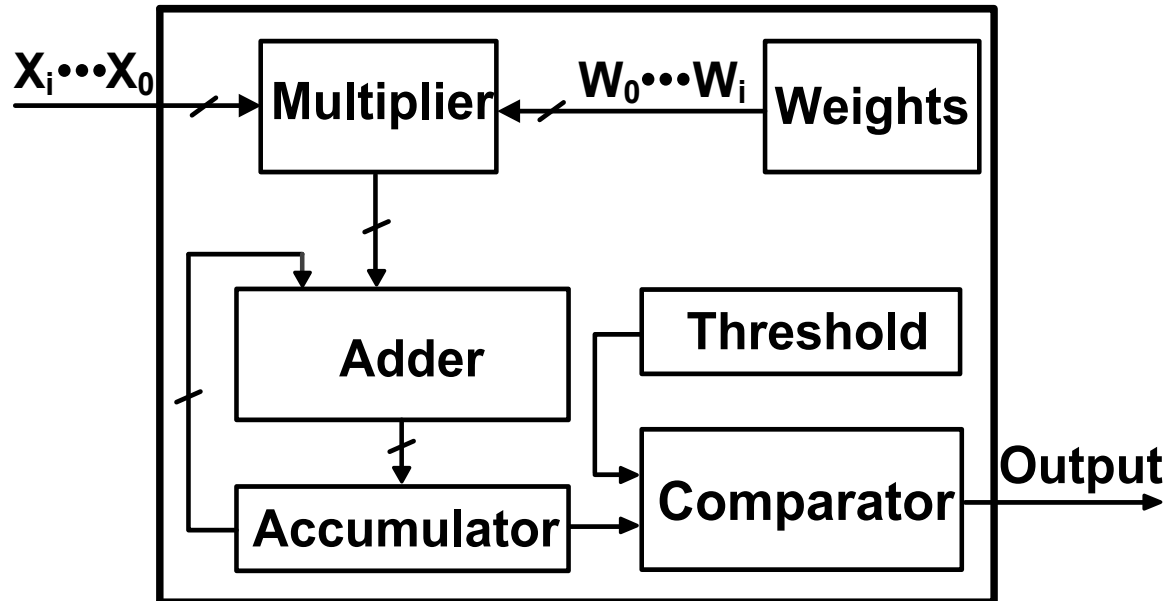 Xi•••X0
Multiplier
W0•••Wi
Weights
Adder
Threshold
Accumulator
Comparator
Output